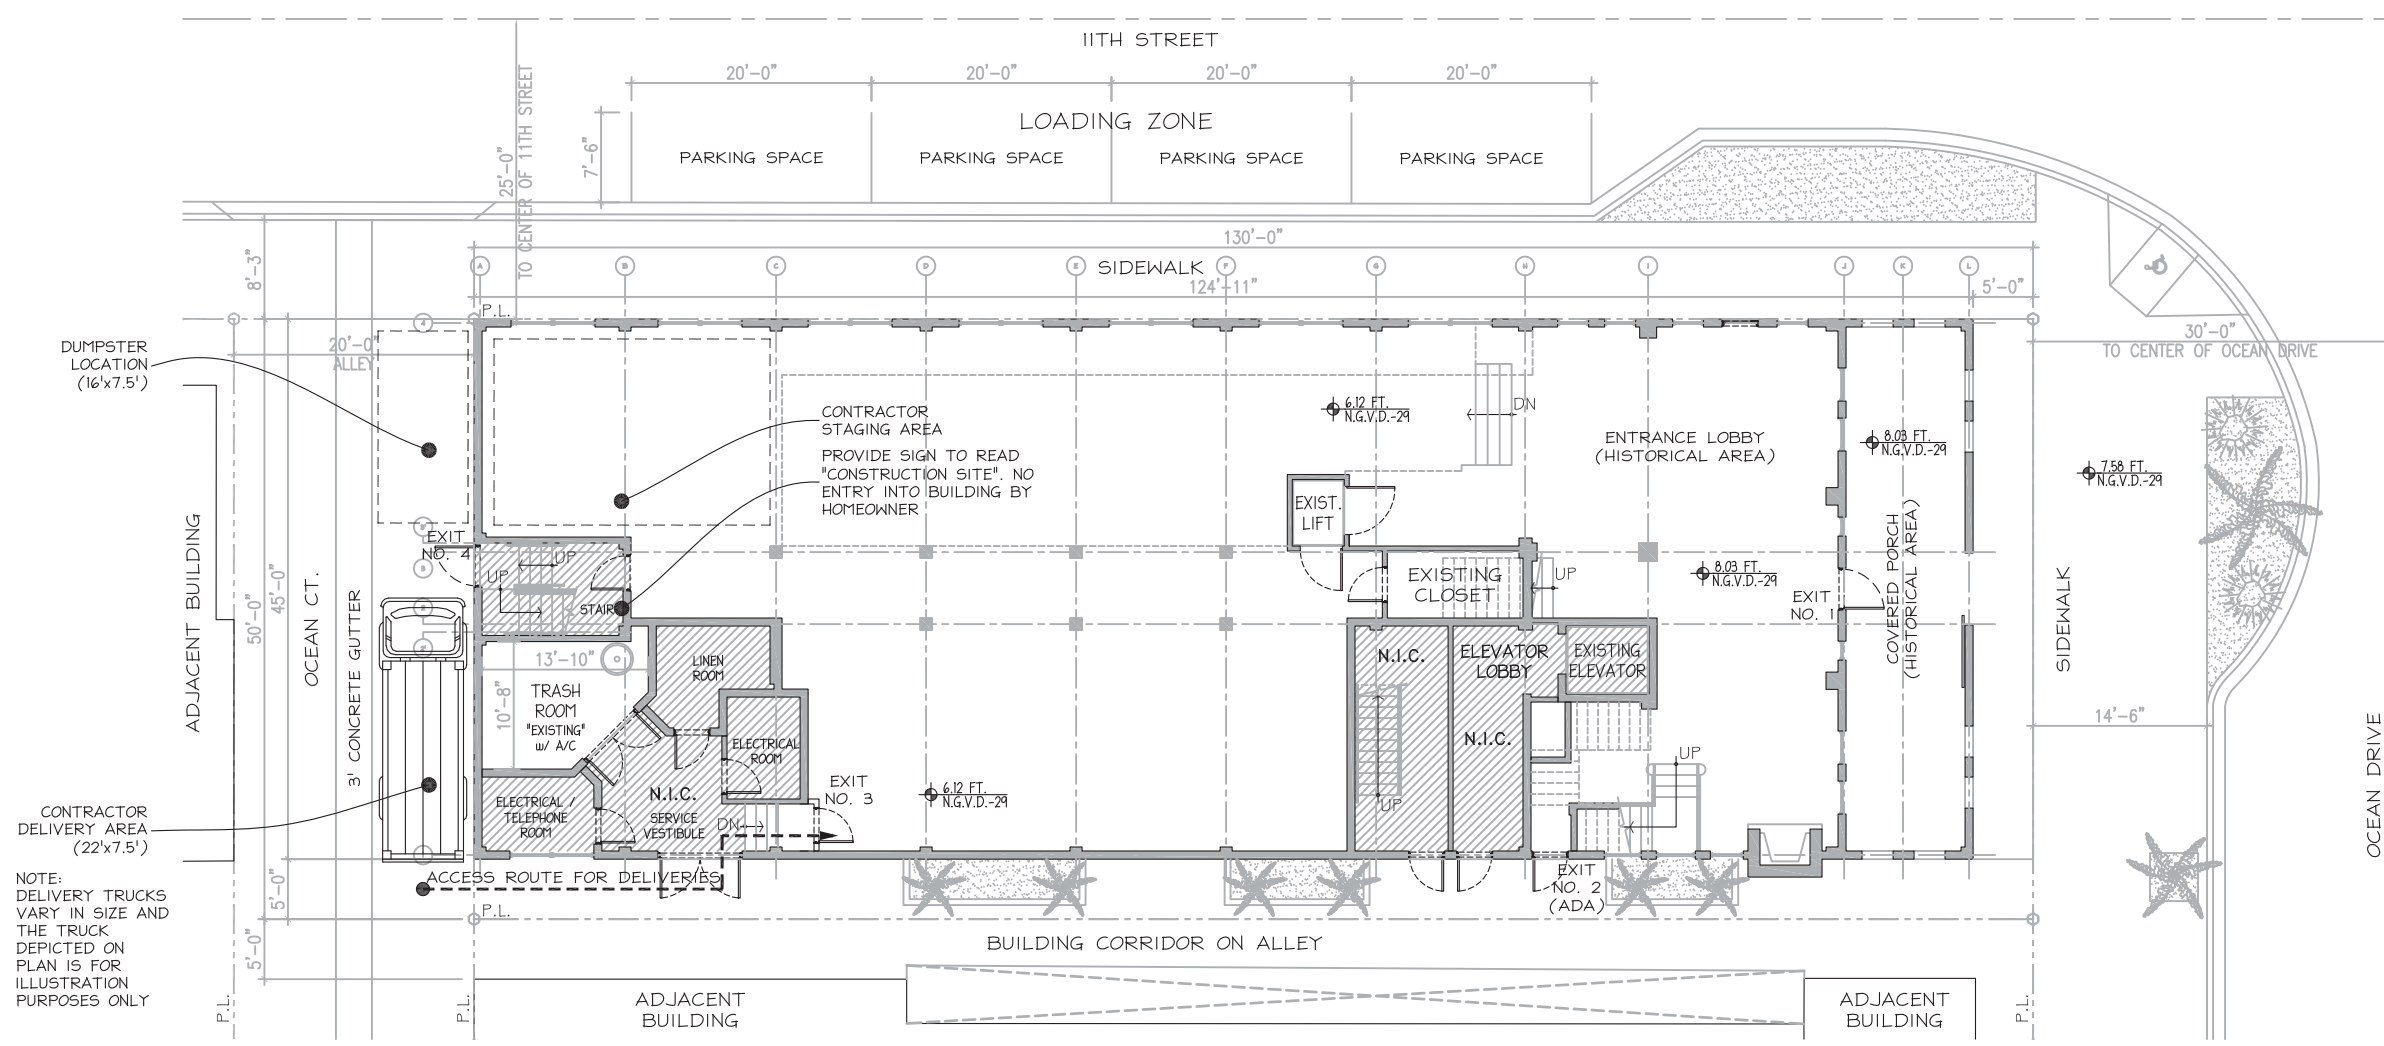 11TH STREET
20'-0" 20'-0" 20'-0" 20'-0"
LOADING ZONE
PARKING SPACE PARKING SPACE PARKING SPACE PARKING SPACE
7'-6"
25'-0"
TO CENTER OF 11TH STREET
130'-0"
A B C D E F G H I J K L
SIDEWALK
124'-11"
5'-0"
8'-3"
P.L.
20'-0"
ALLEY
30'-0"
TO CENTER OF OCEAN DRIVE
DUMPSTER
LOCATION
(16'x7.5')
CONTRACTOR
STAGING AREA
PROVIDE SIGN TO READ
"CONSTRUCTION SITE". NO
ENTRY INTO BUILDING BY
HOMEOWNER
6.12 FT.
N.G.V.D.-29
DN
ENTRANCE LOBBY
(HISTORICAL AREA)
8.03 FT.
N.G.V.D.-29
7.58 FT.
N.G.V.D.-29
EXIST.
LIFT
EXIT
NO. 4
UP
UP
STAIR
EXISTING
CLOSET
UP
8.03 FT.
N.G.V.D.-29
EXIT
NO. 1
COVERED PORCH
(HISTORICAL AREA)
SIDEWALK
ADJACENT BUILDING
50'-0"
45'-0"
OCEAN CT.
3' CONCRETE GUTTER
13'-10"
10'-8"
TRASH
ROOM
"EXISTING"
w/ A/C
LINEN
ROOM
ELECTRICAL
ROOM
N.I.C.
ELEVATOR
LOBBY
EXISTING
ELEVATOR
N.I.C.
UP
UP
14'-6"
OCEAN DRIVE
ELECTRICAL /
TELEPHONE
ROOM
N.I.C.
SERVICE
VESTIBULE
DN
EXIT
NO. 3
6.12 FT.
N.G.V.D.-29
CONTRACTOR
DELIVERY AREA
(22'x7.5')
ACCESS ROUTE FOR DELIVERIES
EXIT
NO. 2
(ADA)
NOTE:
DELIVERY TRUCKS
VARY IN SIZE AND
THE TRUCK
DEPICTED ON
PLAN IS FOR
ILLUSTRATION
PURPOSES ONLY
5'-0"
P.L.
5'-0"
BUILDING CORRIDOR ON ALLEY
P.L.
P.L.
ADJACENT
BUILDING
ADJACENT
BUILDING
P.L.